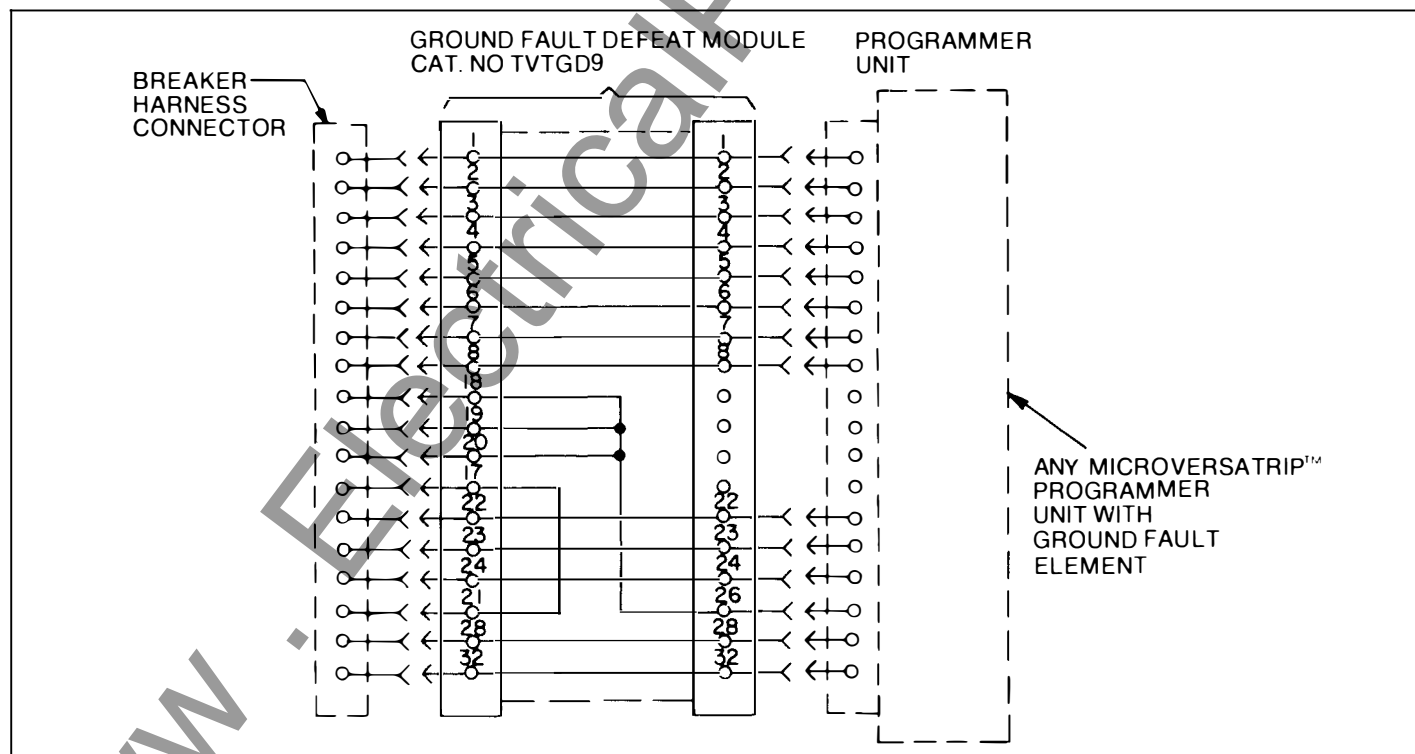 GROUND FAULT DEFEAT MODULE
CAT. NO TVTGD9
PROGRAMMER
UNIT
BREAKER
HARNESS
CONNECTOR
1 1
2 2
3 3
4 4
5 5
6 6
7 7
8 8
18
19
20
17
22 22
23 23
24 24
21 26
28 28
32 32
ANY MICROVERSATRIP™
PROGRAMMER
UNIT WITH
GROUND FAULT
ELEMENT
w . Electrical